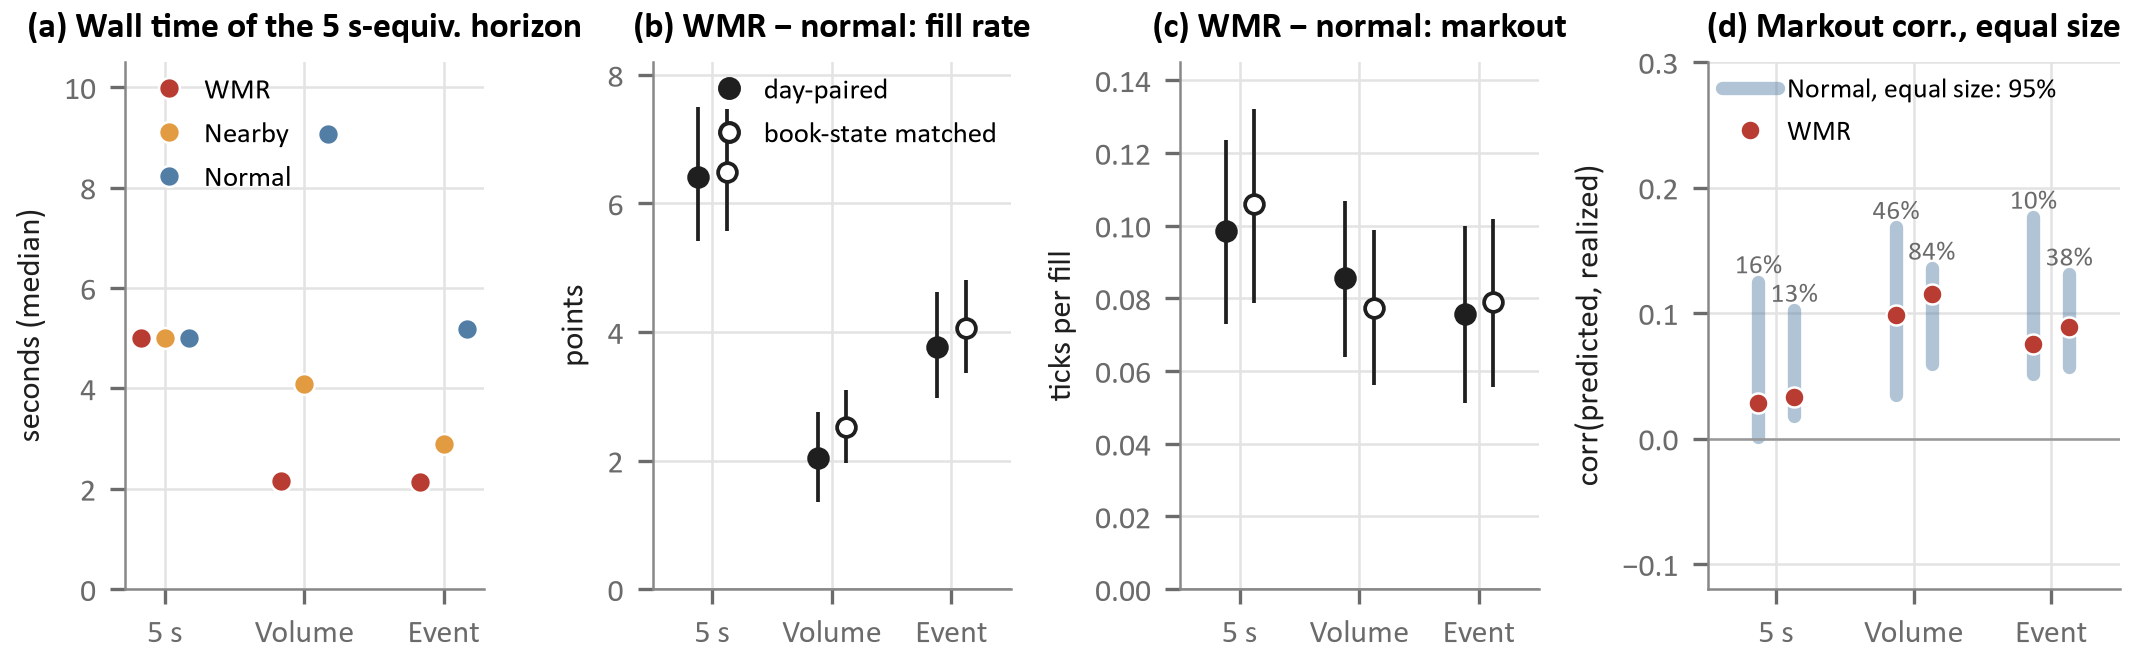 (a) Wall time of the 5 s-equiv. horizon
seconds (median)
10
8
6
4
2
0
WMR
Nearby
Normal
5 s
Volume
Event
(b) WMR – normal: fill rate
points
8
6
4
2
0
day-paired
book-state matched
5 s
Volume
Event
(c) WMR – normal: markout
ticks per fill
0.14
0.12
0.10
0.08
0.06
0.04
0.02
0.00
5 s
Volume
Event
(d) Markout corr., equal size
corr(predicted, realized)
0.3
0.2
0.1
0.0
−0.1
Normal, equal size: 95%
WMR
16%
13%
46%
84%
10%
38%
5 s
Volume
Event